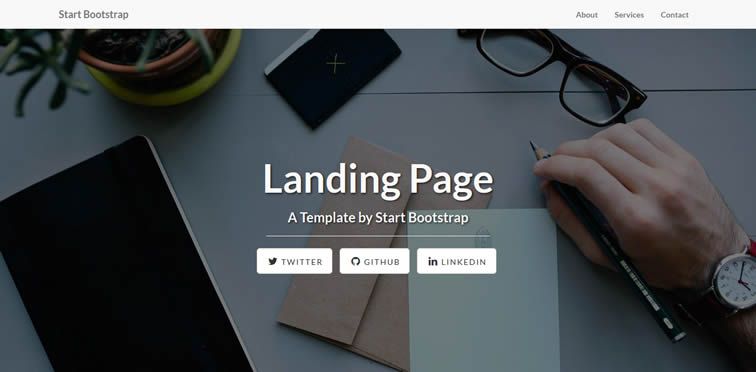 Start Bootstrap
About Services Contact
Landing Page
A Template by Start Bootstrap
TWITTER GITHUB LINKEDIN